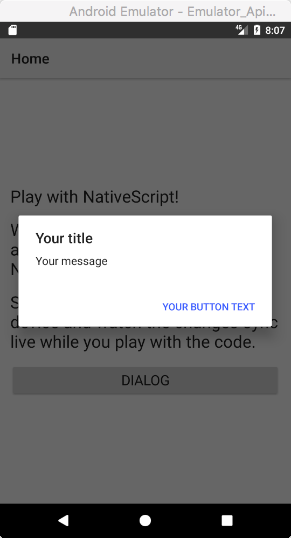 Android Emulator - Emulator_Api...
8:07
Home
Play with NativeScript!
Your title
Your message
YOUR BUTTON TEXT
live while you play with the code.
DIALOG